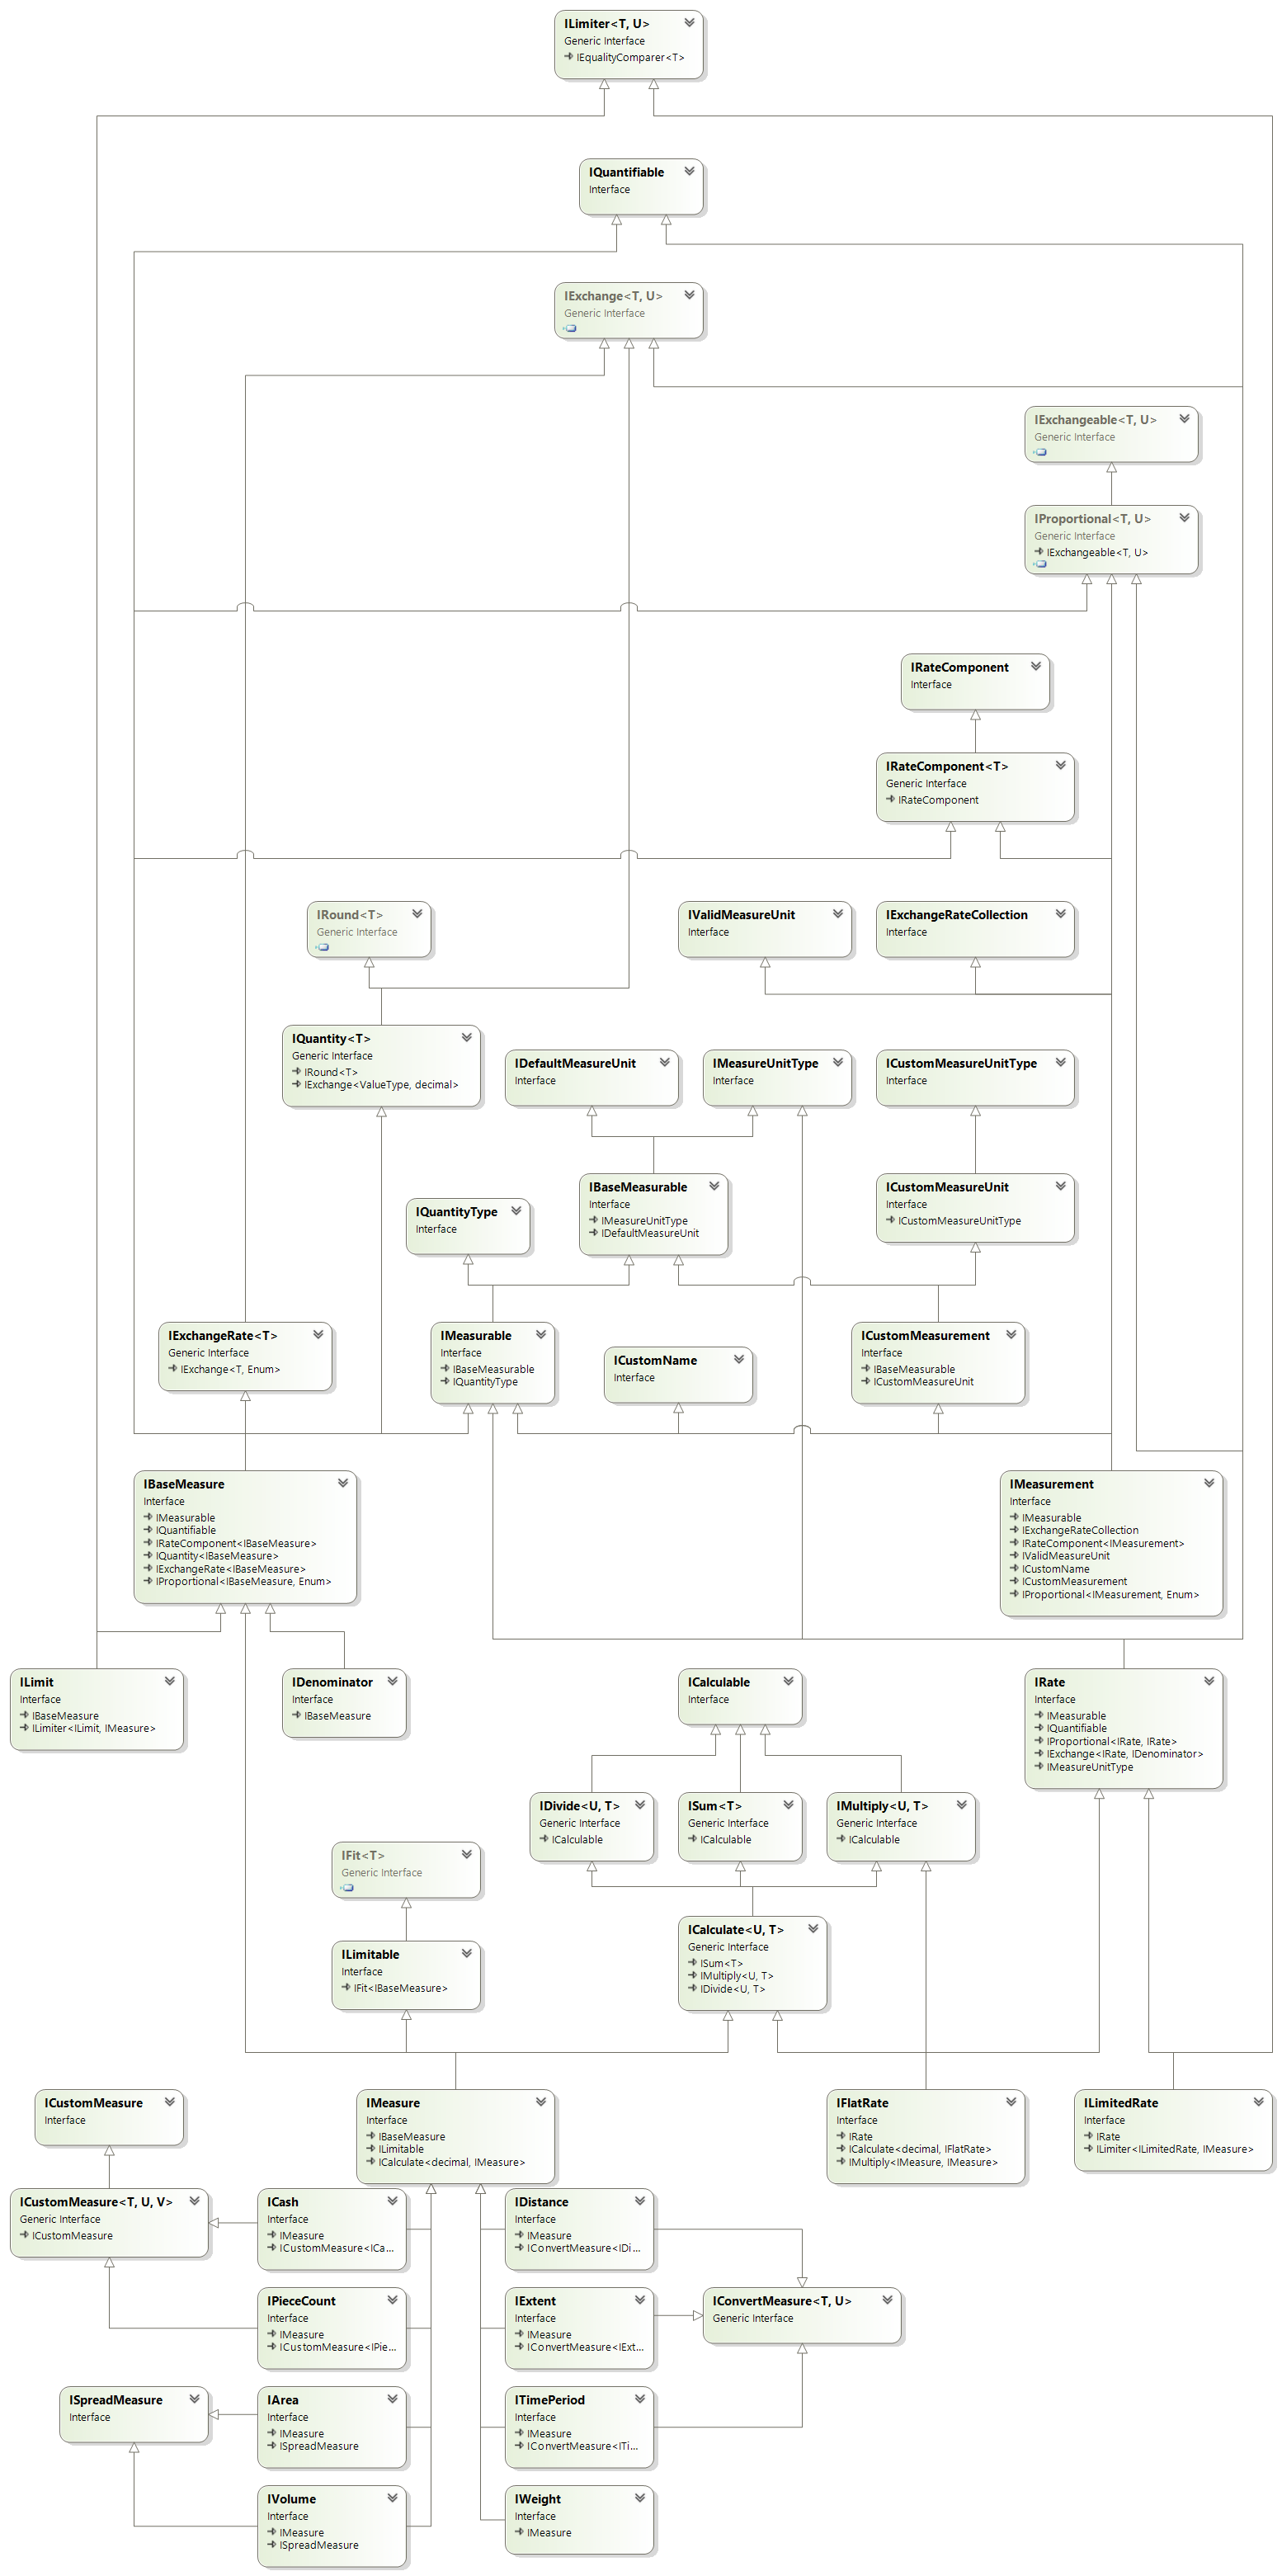 ILimiter<T, U>
Generic Interface
IEqualityComparer<T>
IQuantifiable
Interface
IExchange<T, U>
Generic Interface
IExchangeable<T, U>
Generic Interface
IProportional<T, U>
Generic Interface
IExchangeable<T, U>
IRateComponent
Interface
IRateComponent<T>
Generic Interface
IRateComponent
IRound<T>
Generic Interface
IValidMeasureUnit
Interface
IExchangeRateCollection
Interface
IQuantity<T>
Generic Interface
IRound<T>
IExchange<ValueType, decimal>
IDefaultMeasureUnit
Interface
IMeasureUnitType
Interface
ICustomMeasureUnitType
Interface
IQuantityType
Interface
IBaseMeasurable
Interface
IMeasureUnitType
IDefaultMeasureUnit
ICustomMeasureUnit
Interface
ICustomMeasureUnitType
IExchangeRate<T>
Generic Interface
IExchange<T, Enum>
IMeasurable
Interface
IBaseMeasurable
IQuantityType
ICustomName
Interface
ICustomMeasurement
Interface
IBaseMeasurable
ICustomMeasureUnit
IBaseMeasure
Interface
IMeasurable
IQuantifiable
IRateComponent<IBaseMeasure>
IQuantity<IBaseMeasure>
IExchangeRate<IBaseMeasure>
IProportional<IBaseMeasure, Enum>
IMeasurement
Interface
IMeasurable
IExchangeRateCollection
IRateComponent<IMeasurement>
IValidMeasureUnit
ICustomName
ICustomMeasurement
IProportional<IMeasurement, Enum>
ILimit
Interface
IBaseMeasure
ILimiter<ILimit, IMeasure>
IDenominator
Interface
IBaseMeasure
ICalculable
Interface
IRate
Interface
IMeasurable
IQuantifiable
IProportional<IRate, IRate>
IExchange<IRate, IDenominator>
IMeasureUnitType
IDivide<U, T>
Generic Interface
ICalculable
ISum<T>
Generic Interface
ICalculable
IMultiply<U, T>
Generic Interface
ICalculable
IFit<T>
Generic Interface
ILimitable
Interface
IFit<IBaseMeasure>
ICalculate<U, T>
Generic Interface
ISum<T>
IMultiply<U, T>
IDivide<U, T>
ICustomMeasure
Interface
IMeasure
Interface
IBaseMeasure
ILimitable
ICalculate<decimal, IMeasure>
IFlatRate
Interface
IRate
ICalculate<decimal, IFlatRate>
IMultiply<IMeasure, IMeasure>
ILimitedRate
Interface
IRate
ILimiter<ILimitedRate, IMeasure>
ICustomMeasure<T, U, V>
Generic Interface
ICustomMeasure
ICash
Interface
IMeasure
ICustomMeasure<ICa...
IDistance
Interface
IMeasure
IConvertMeasure<IDi...
IPieceCount
Interface
IMeasure
ICustomMeasure<IPie...
IExtent
Interface
IMeasure
IConvertMeasure<IExt...
IConvertMeasure<T, U>
Generic Interface
ISpreadMeasure
Interface
IArea
Interface
IMeasure
ISpreadMeasure
ITimePeriod
Interface
IMeasure
IConvertMeasure<ITi...
IVolume
Interface
IMeasure
ISpreadMeasure
IWeight
Interface
IMeasure